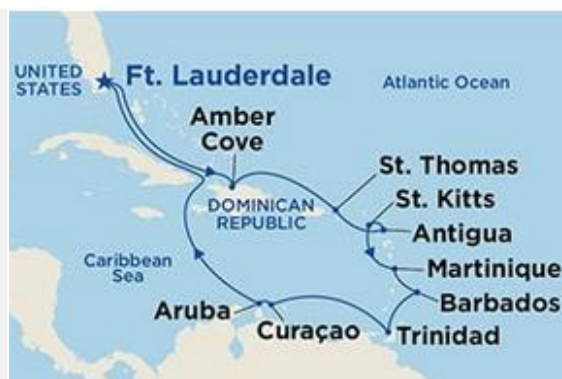 UNITED
STATES
Ft. Lauderdale
Atlantic Ocean
Amber
Cove
St. Thomas
St. Kitts
DOMINICAN
REPUBLIC
Antigua
Caribbean
Sea
Martinique
Aruba
Barbados
Curaçao
Trinidad